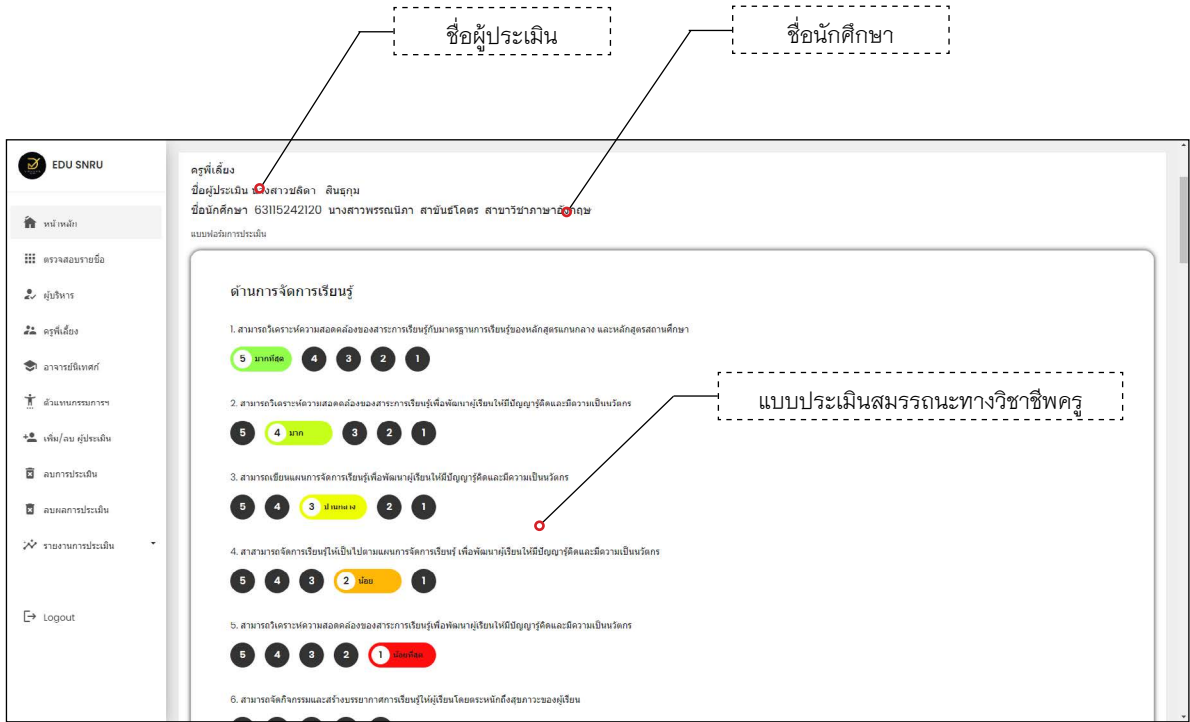 ชื่อผู้ประเมิน
ชื่อนักศึกษา
EDU SNRU
หน้าหลัก
ตรวจสอบรายชื่อ
ผู้บริหาร
ครูพี่เลี้ยง
อาจารย์นิเทศก์
ตัวแทนกรรมการฯ
เพิ่ม/ลบ ผู้ประเมิน
ลบการประเมิน
ลบผลการประเมิน
รายงานการประเมิน
Logout
ครูพี่เลี้ยง
ชื่อผู้ประเมิน นางสาวชลิดา สินธุกุม
ชื่อนักศึกษา 63115242120 นางสาวพรรณนิภา สาขันธ์โคตร สาขาวิชาภาษาอังกฤษ
แบบฟอร์มการประเมิน
ด้านการจัดการเรียนรู้
1. สามารถวิเคราะห์ความสอดคล้องของสาระการเรียนรู้กับมาตรฐานการเรียนรู้ของหลักสูตรแกนกลาง และหลักสูตรสถานศึกษา
5 มากที่สุด 4 3 2 1
2. สามารถวิเคราะห์ความสอดคล้องของสาระการเรียนรู้เพื่อพัฒนาผู้เรียนให้มีปัญญารู้คิดและมีความเป็นนวัตกร
5 4 มาก 3 2 1
แบบประเมินสมรรถนะทางวิชาชีพครู
3. สามารถเขียนแผนการจัดการเรียนรู้เพื่อพัฒนาผู้เรียนให้มีปัญญารู้คิดและมีความเป็นนวัตกร
5 4 3 ปานกลาง 2 1
4. สาสามารถจัดการเรียนรู้ให้เป็นไปตามแผนการจัดการเรียนรู้ เพื่อพัฒนาผู้เรียนให้มีปัญญารู้คิดและมีความเป็นนวัตกร
5 4 3 2 น้อย 1
5. สามารถวิเคราะห์ความสอดคล้องของสาระการเรียนรู้เพื่อพัฒนาผู้เรียนให้มีปัญญารู้คิดและมีความเป็นนวัตกร
5 4 3 2 1 น้อยที่สุด
6. สามารถจัดกิจกรรมและสร้างบรรยากาศการเรียนรู้ให้ผู้เรียนโดยตระหนักถึงสุขภาวะของผู้เรียน